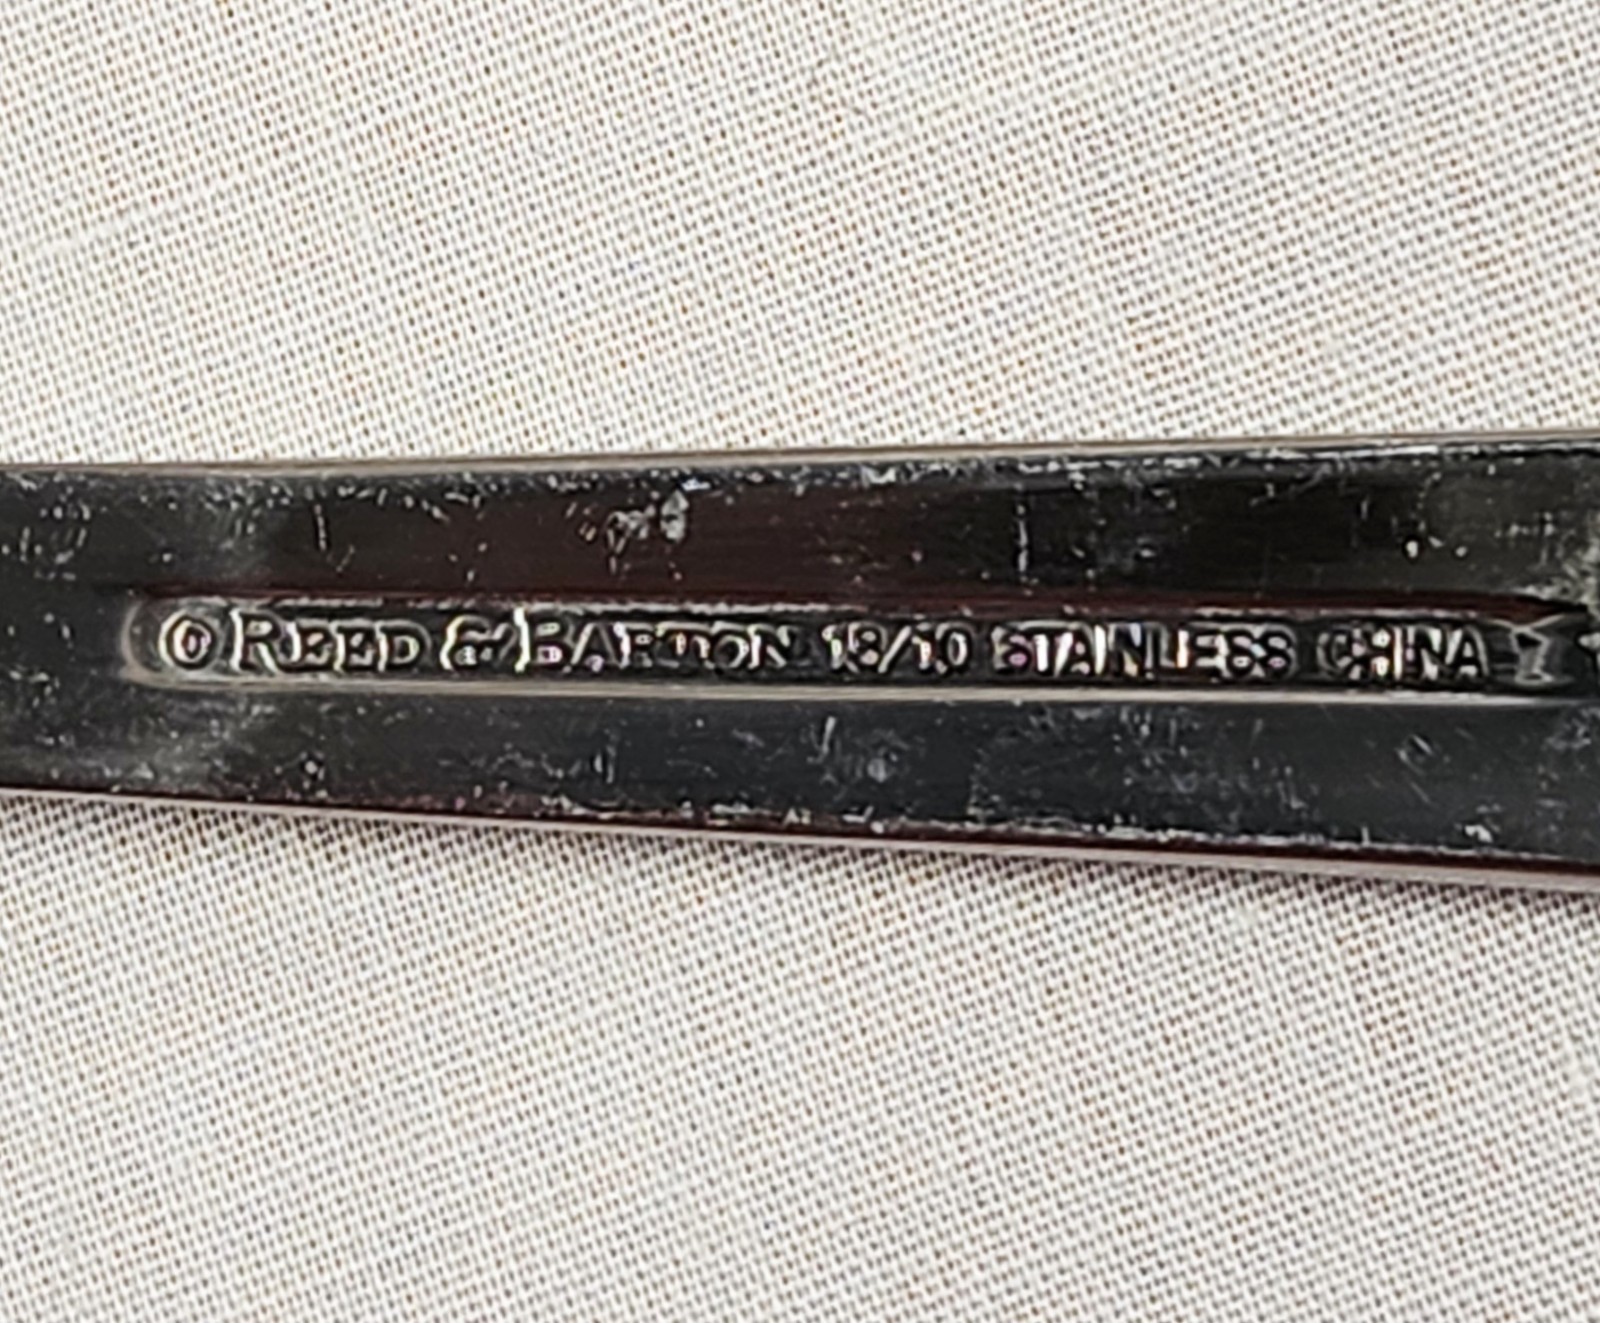 © REED & BARTON 18/10 STAINLESS CHINA